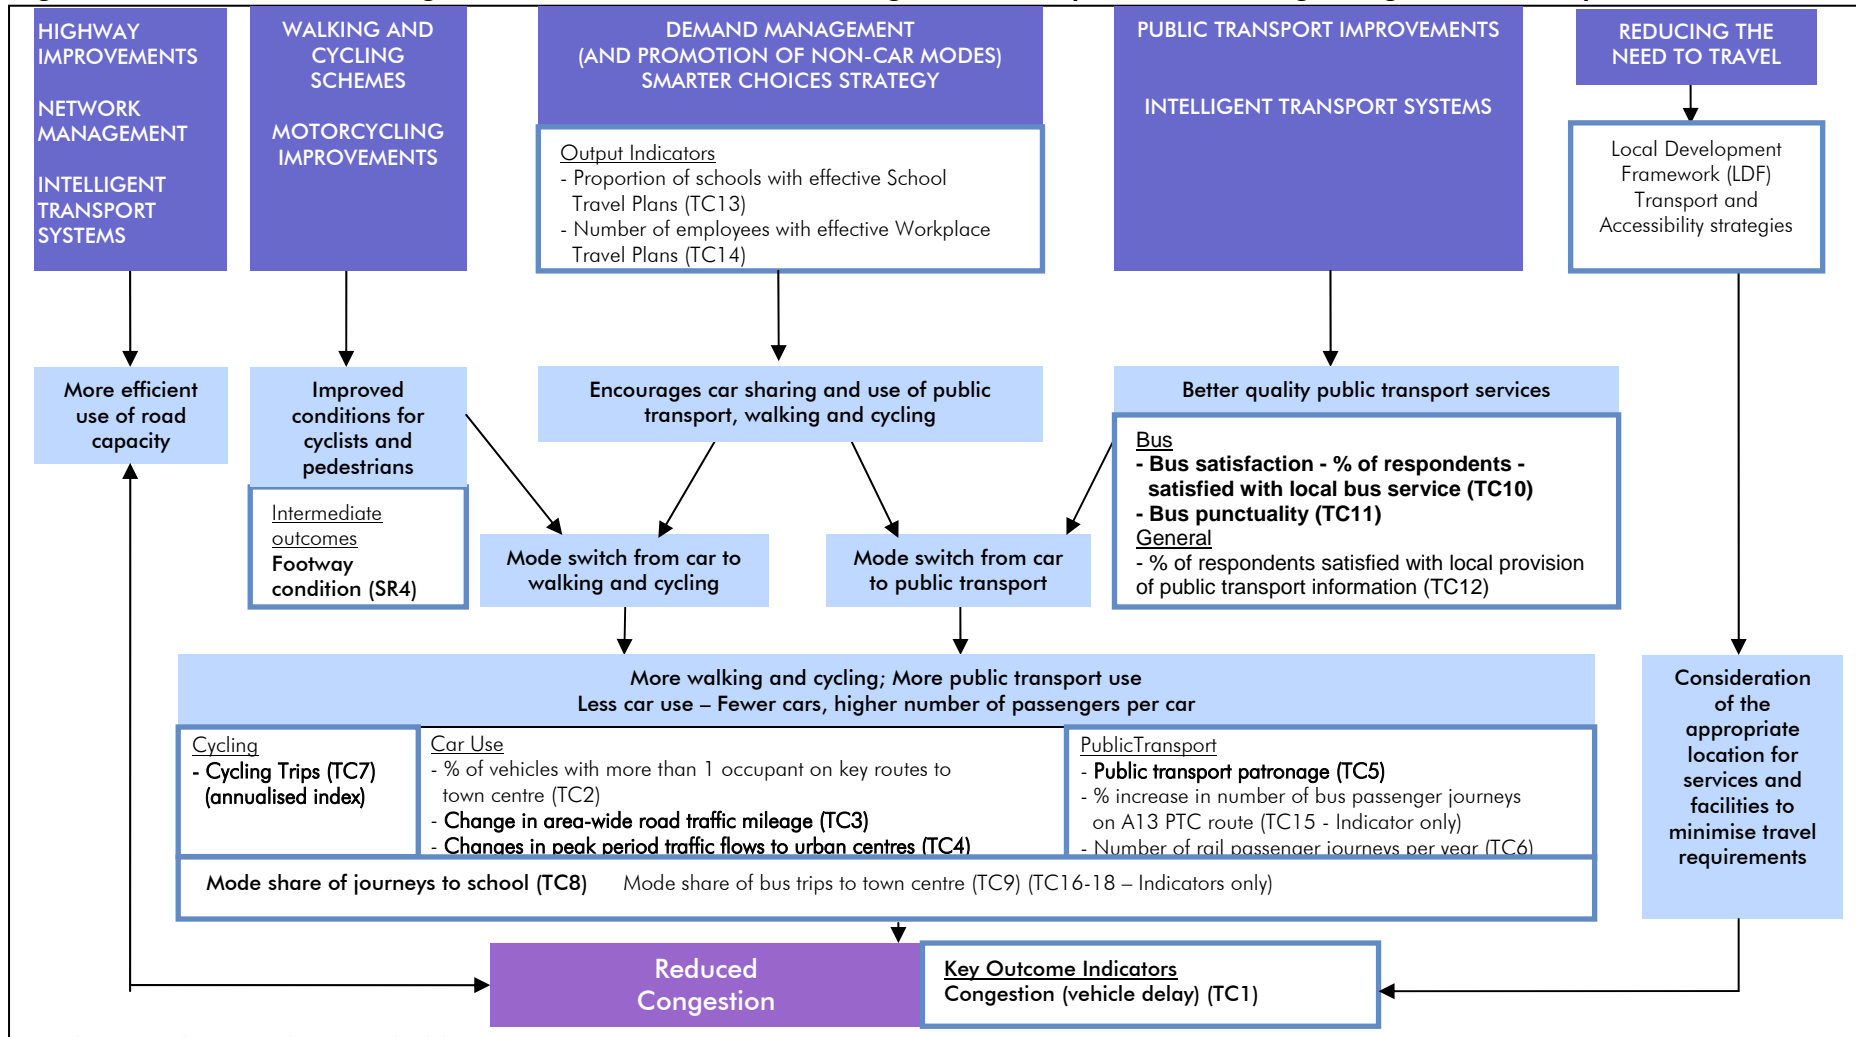 HIGHWAY
IMPROVEMENTS
NETWORK
MANAGEMENT
INTELLIGENT
TRANSPORT
SYSTEMS
WALKING AND
CYCLING
SCHEMES
MOTORCYCLING
IMPROVEMENTS
DEMAND MANAGEMENT
(AND PROMOTION OF NON-CAR MODES)
SMARTER CHOICES STRATEGY
Output Indicators
- Proportion of schools with effective School
Travel Plans (TC13)
- Number of employees with effective Workplace
Travel Plans (TC14)
PUBLIC TRANSPORT IMPROVEMENTS
INTELLIGENT TRANSPORT SYSTEMS
REDUCING THE
NEED TO TRAVEL
Local Development
Framework (LDF)
Transport and
Accessibility strategies
More efficient
use of road
capacity
Improved
conditions for
cyclists and
pedestrians
Intermediate
outcomes
Footway
condition (SR4)
Encourages car sharing and use of public
transport, walking and cycling
Better quality public transport services
Bus
- Bus satisfaction - % of respondents -
satisfied with local bus service (TC10)
- Bus punctuality (TC11)
General
- % of respondents satisfied with local provision
of public transport information (TC12)
Mode switch from car to
walking and cycling
Mode switch from car
to public transport
More walking and cycling; More public transport use
Less car use – Fewer cars, higher number of passengers per car
Cycling
- Cycling Trips (TC7)
(annualised index)
Car Use
- % of vehicles with more than 1 occupant on key routes to
town centre (TC2)
- Change in area-wide road traffic mileage (TC3)
- Changes in peak period traffic flows to urban centres (TC4)
PublicTransport
- Public transport patronage (TC5)
- % increase in number of bus passenger journeys
on A13 PTC route (TC15 - Indicator only)
- Number of rail passenger journeys per year (TC6)
Mode share of journeys to school (TC8) Mode share of bus trips to town centre (TC9) (TC16-18 – Indicators only)
Consideration
of the
appropriate
location for
services and
facilities to
minimise travel
requirements
Reduced
Congestion
Key Outcome Indicators
Congestion (vehicle delay) (TC1)